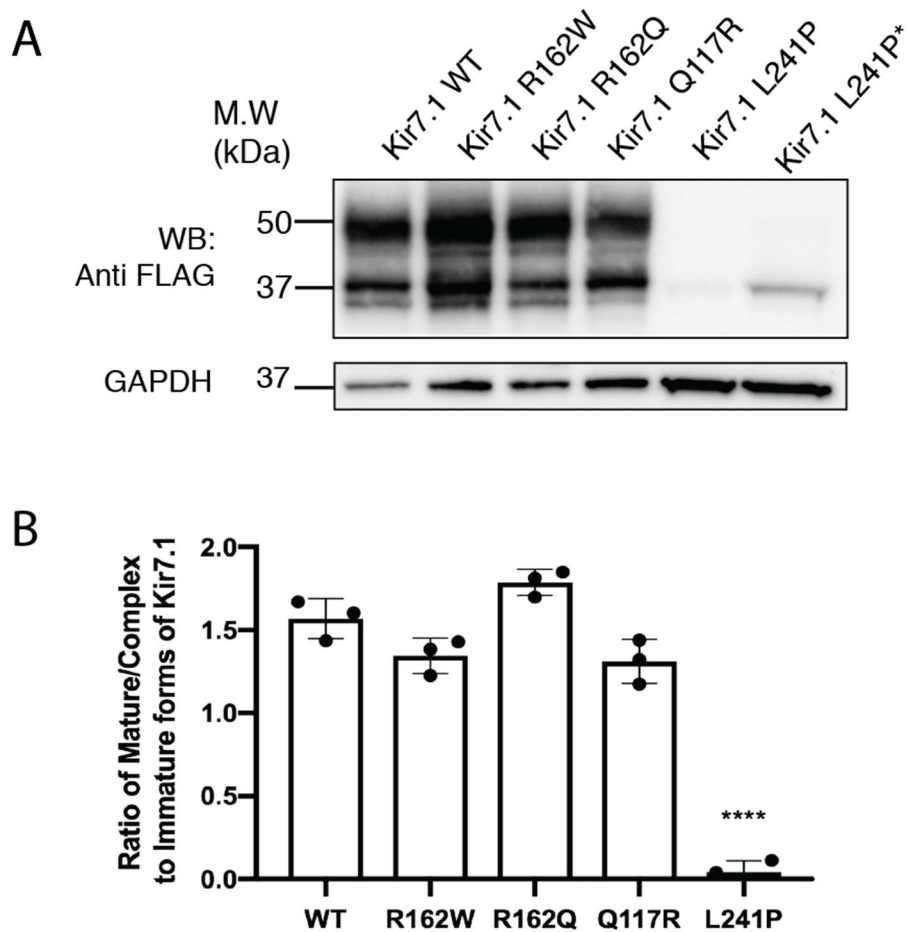 A
M.W
(kDa)
Kir7.1 WT
Kir7.1 R162W
Kir7.1 R162Q
Kir7.1 Q117R
Kir7.1 L241P
Kir7.1 L241P*
WB:
Anti FLAG
50
37
GAPDH
37
B
Ratio of Mature/Complex
to Immature forms of Kir7.1
2.0
1.5
1.0
0.5
0.0
****
WT
R162W
R162Q
Q117R
L241P